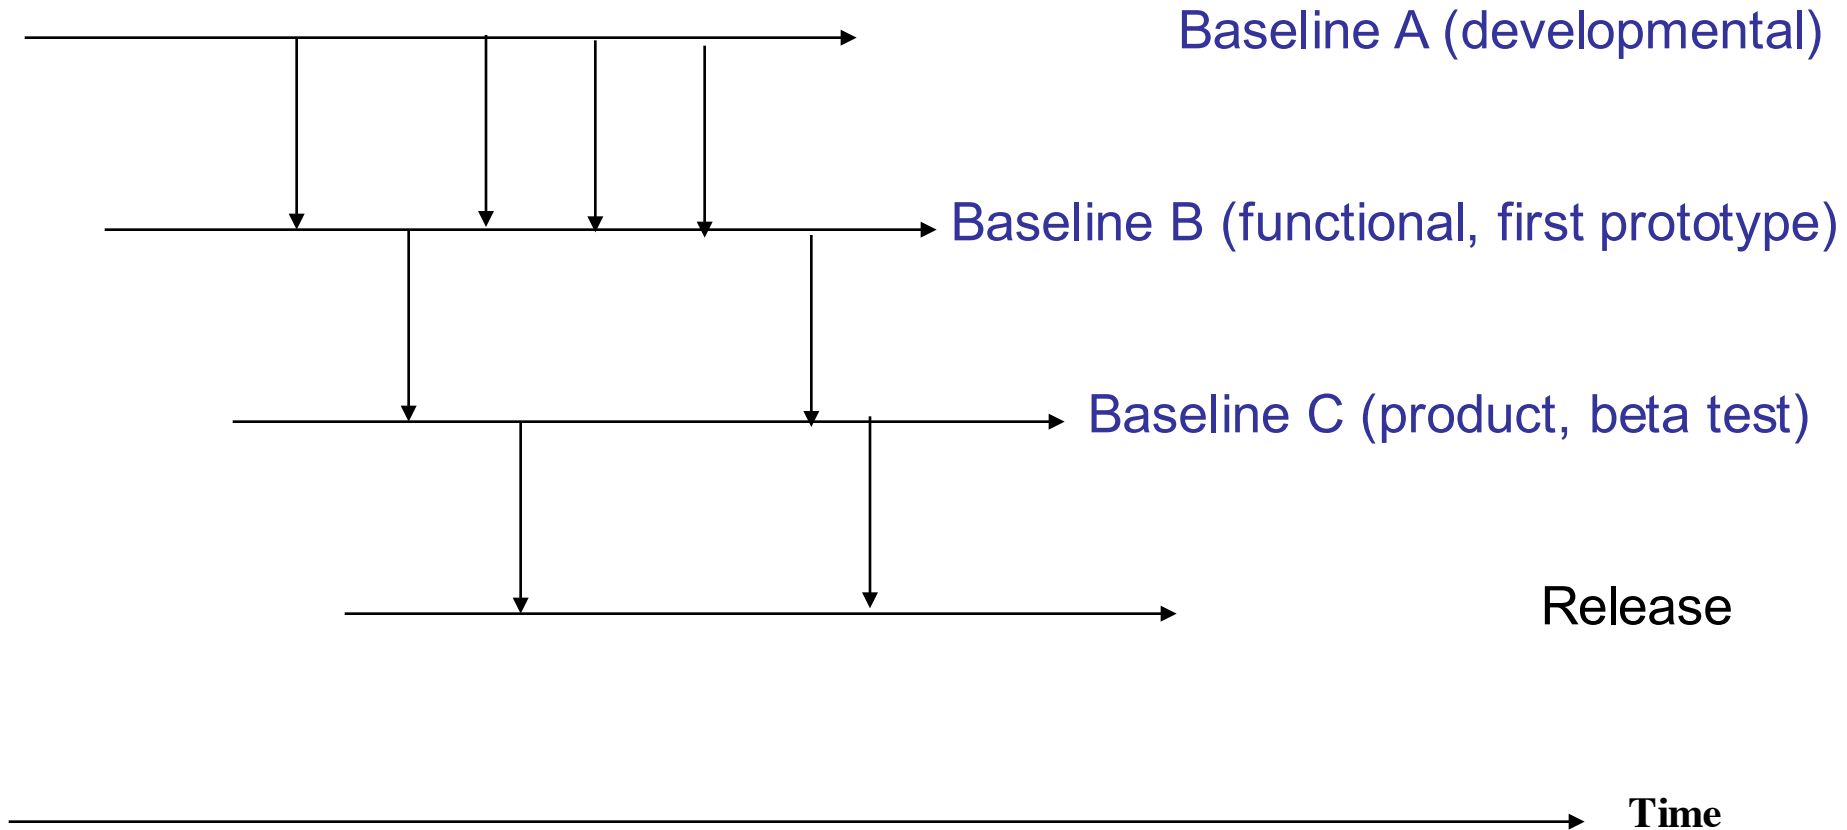 Baseline A (developmental)
Baseline B (functional, first prototype)
Baseline C (product, beta test)
Release
Time